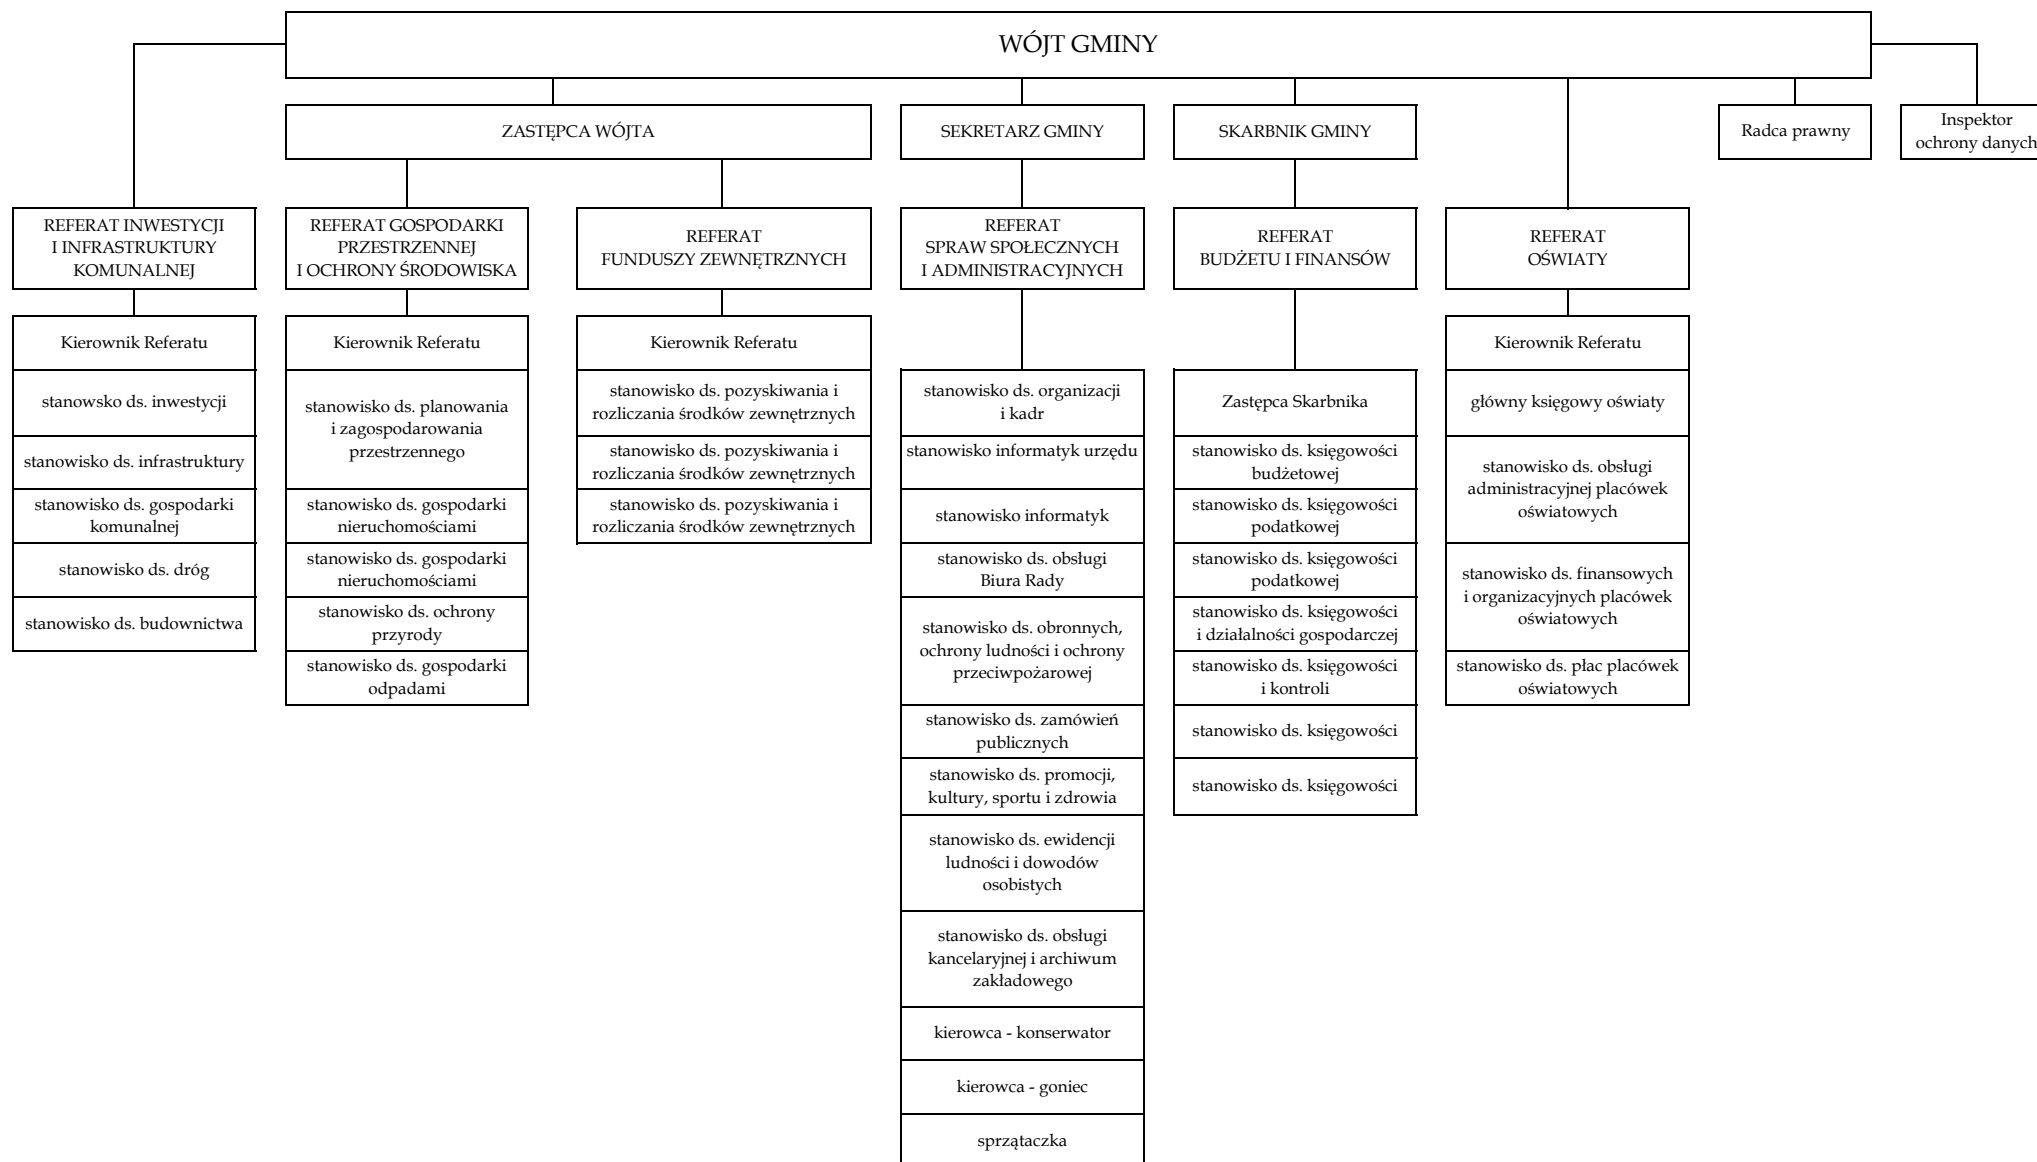 WÓJT GMINY
ZASTĘPCA WÓJTA
SEKRETARZ GMINY
SKARBNIK GMINY
Radca prawny
Inspektor
ochrony danych
REFERAT INWESTYCJI
I INFRASTRUKTURY
KOMUNALNEJ
REFERAT GOSPODARKI
PRZESTRZENNEJ
I OCHRONY ŚRODOWISKA
REFERAT
FUNDUSZY ZEWNĘTRZNYCH
REFERAT
SPRAW SPOŁECZNYCH
I ADMINISTRACYJNYCH
REFERAT
BUDŻETU I FINANSÓW
REFERAT
OŚWIATY
Kierownik Referatu
stanowsko ds. inwestycji
stanowisko ds. infrastruktury
stanowisko ds. gospodarki
komunalnej
stanowisko ds. dróg
stanowisko ds. budownictwa
Kierownik Referatu
stanowisko ds. planowania
i zagospodarowania
przestrzennego
stanowisko ds. gospodarki
nieruchomościami
stanowisko ds. gospodarki
nieruchomościami
stanowisko ds. ochrony
przyrody
stanowisko ds. gospodarki
odpadami
Kierownik Referatu
stanowisko ds. pozyskiwania i
rozliczania środków zewnętrznych
stanowisko ds. pozyskiwania i
rozliczania środków zewnętrznych
stanowisko ds. pozyskiwania i
rozliczania środków zewnętrznych
stanowisko ds. organizacji
i kadr
stanowisko informatyk urzędu
stanowisko informatyk
stanowisko ds. obsługi
Biura Rady
stanowisko ds. obronnych,
ochrony ludności i ochrony
przeciwpożarowej
stanowisko ds. zamówień
publicznych
stanowisko ds. promocji,
kultury, sportu i zdrowia
stanowisko ds. ewidencji
ludności i dowodów
osobistych
stanowisko ds. obsługi
kancelaryjnej i archiwum
zakładowego
kierowca - konserwator
kierowca - goniec
sprzątaczka
Zastępca Skarbnika
stanowisko ds. księgowości
budżetowej
stanowisko ds. księgowości
podatkowej
stanowisko ds. księgowości
podatkowej
stanowisko ds. księgowości
i działalności gospodarczej
stanowisko ds. księgowości
i kontroli
stanowisko ds. księgowości
stanowisko ds. księgowości
Kierownik Referatu
główny księgowy oświaty
stanowisko ds. obsługi
administracyjnej placówek
oświatowych
stanowisko ds. finansowych
i organizacyjnych placówek
oświatowych
stanowisko ds. płac placówek
oświatowych